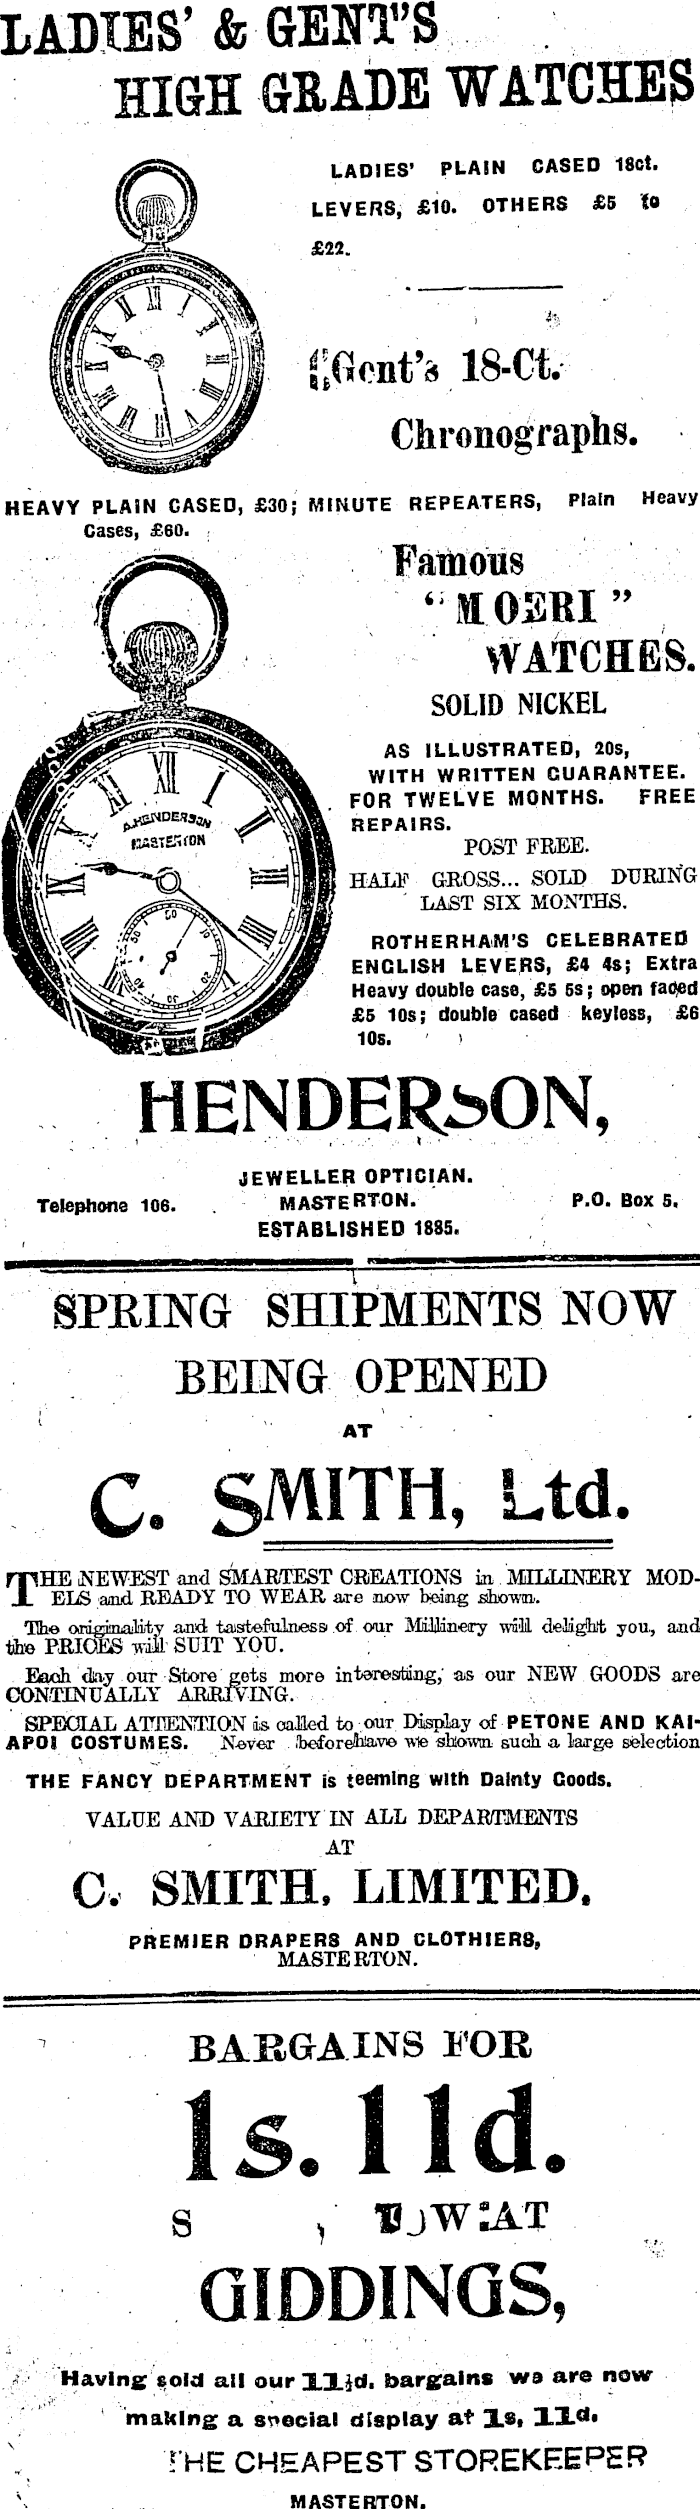 LADIES' & GENT'S
HIGH GRADE WATCHES
LADIES' PLAIN CASED 18ct.
LEVERS, £10. OTHERS £5 to
£22.
Gent's 18-Ct.
Chronographs.
HEAVY PLAIN CASED, £30; MINUTE REPEATERS, Plain Heavy
Cases, £60.
Famous
"MOERI"
WATCHES.
SOLID NICKEL
AS ILLUSTRATED, 20s,
WITH WRITTEN GUARANTEE.
FOR TWELVE MONTHS. FREE
REPAIRS.
POST FREE.
HALF GROSS... SOLD DURING
LAST SIX MONTHS.
A.HENDERSON
MASTERTON
ROTHERHAM'S CELEBRATED
ENGLISH LEVERS, £4 4s; Extra
Heavy double case, £5 5s; open faced
£5 10s; double cased keyless, £6
10s.
HENDERSON,
JEWELLER OPTICIAN.
Telephone 106. MASTERTON. P.O. Box 5.
ESTABLISHED 1885.
SPRING SHIPMENTS NOW
BEING OPENED
AT
C. SMITH, Ltd.
THE NEWEST and SMARTEST CREATIONS in MILLINERY MOD-
ELS and READY TO WEAR are now being shown.
The originality and tastefulness of our Millinery will delight you, and
the PRICES will SUIT YOU.
Each day our Store gets more interesting, as our NEW GOODS are
CONTINUALLY ARRIVING.
SPECIAL ATTENTION is called to our Display of PETONE AND KAI-
APOI COSTUMES. Never before have we shown such a large selection
THE FANCY DEPARTMENT is teeming with Dainty Goods.
VALUE AND VARIETY IN ALL DEPARTMENTS
AT
C. SMITH, LIMITED.
PREMIER DRAPERS AND CLOTHIERS,
MASTERTON.
BARGAINS FOR
1s. 11d.
AT
GIDDINGS,
Having sold all our 11½d. bargains we are now
making a special display at 1s, 11d.
THE CHEAPEST STOREKEEPER
MASTERTON.